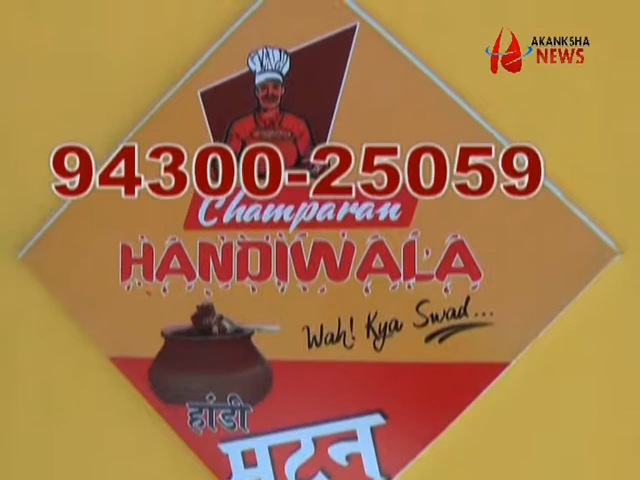 AKANKSHA
NEWS
94300-25059
Champaran
HANDIWALA
Wah! Kya Swad...
हांडी
मटन